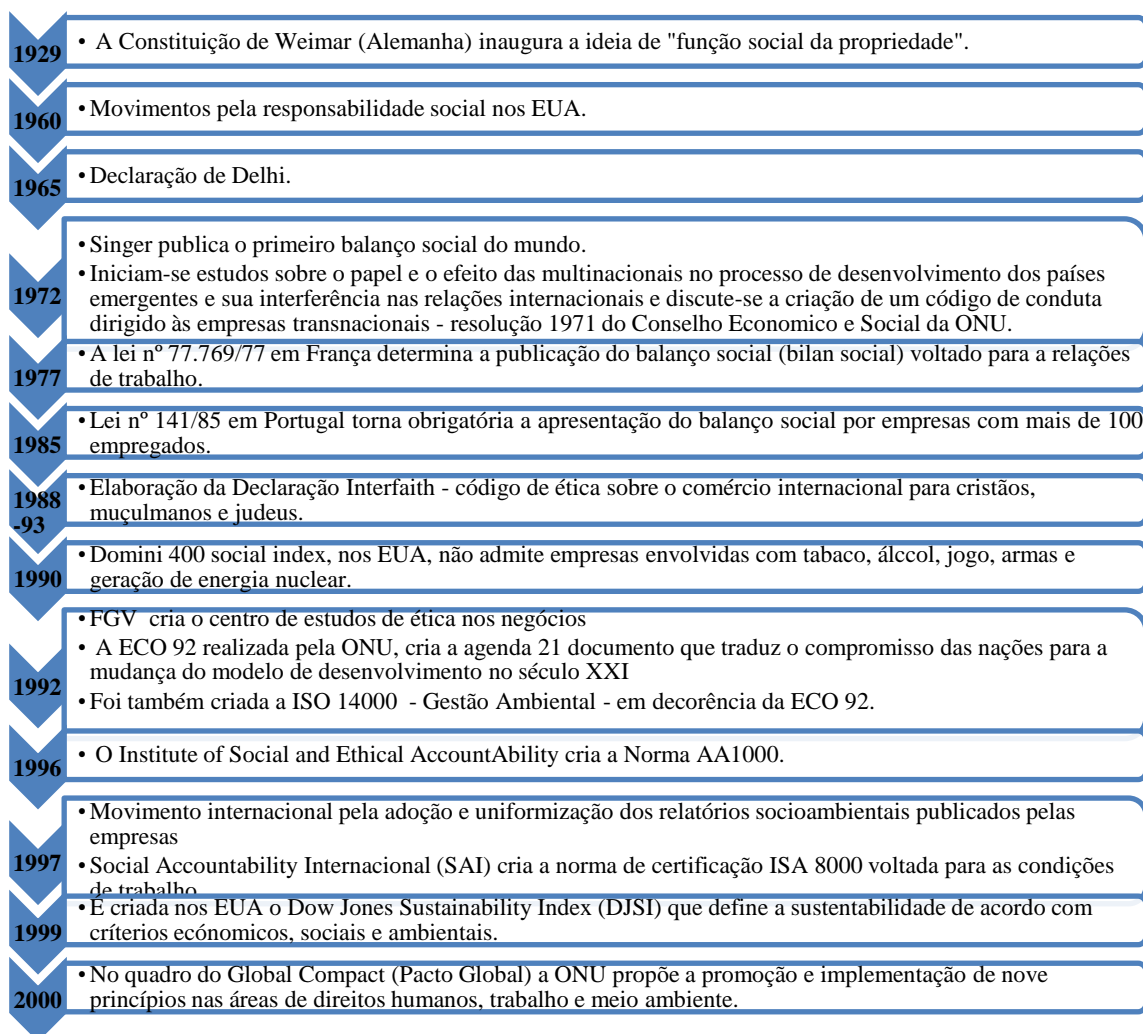 1929
• A Constituição de Weimar (Alemanha) inaugura a ideia de "função social da propriedade".
1960
• Movimentos pela responsabilidade social nos EUA.
1965
• Declaração de Delhi.
1972
• Singer publica o primeiro balanço social do mundo.
• Iniciam-se estudos sobre o papel e o efeito das multinacionais no processo de desenvolvimento dos países
emergentes e sua interferência nas relações internacionais e discute-se a criação de um código de conduta
dirigido às empresas transnacionais - resolução 1971 do Conselho Economico e Social da ONU.
1977
• A lei nº 77.769/77 em França determina a publicação do balanço social (bilan social) voltado para a relações
de trabalho.
1985
• Lei nº 141/85 em Portugal torna obrigatória a apresentação do balanço social por empresas com mais de 100
empregados.
1988
-93
• Elaboração da Declaração Interfaith - código de ética sobre o comércio internacional para cristãos,
muçulmanos e judeus.
1990
• Domini 400 social index, nos EUA, não admite empresas envolvidas com tabaco, álccol, jogo, armas e
geração de energia nuclear.
1992
• FGV cria o centro de estudos de ética nos negócios
• A ECO 92 realizada pela ONU, cria a agenda 21 documento que traduz o compromisso das nações para a
mudança do modelo de desenvolvimento no século XXI
• Foi também criada a ISO 14000 - Gestão Ambiental - em decorência da ECO 92.
1996
• O Institute of Social and Ethical AccountAbility cria a Norma AA1000.
1997
• Movimento internacional pela adoção e uniformização dos relatórios socioambientais publicados pelas
empresas
• Social Accountability Internacional (SAI) cria a norma de certificação ISA 8000 voltada para as condições
de trabalho
1999
• É criada nos EUA o Dow Jones Sustainability Index (DJSI) que define a sustentabilidade de acordo com
críterios ecónomicos, sociais e ambientais.
2000
• No quadro do Global Compact (Pacto Global) a ONU propõe a promoção e implementação de nove
princípios nas áreas de direitos humanos, trabalho e meio ambiente.